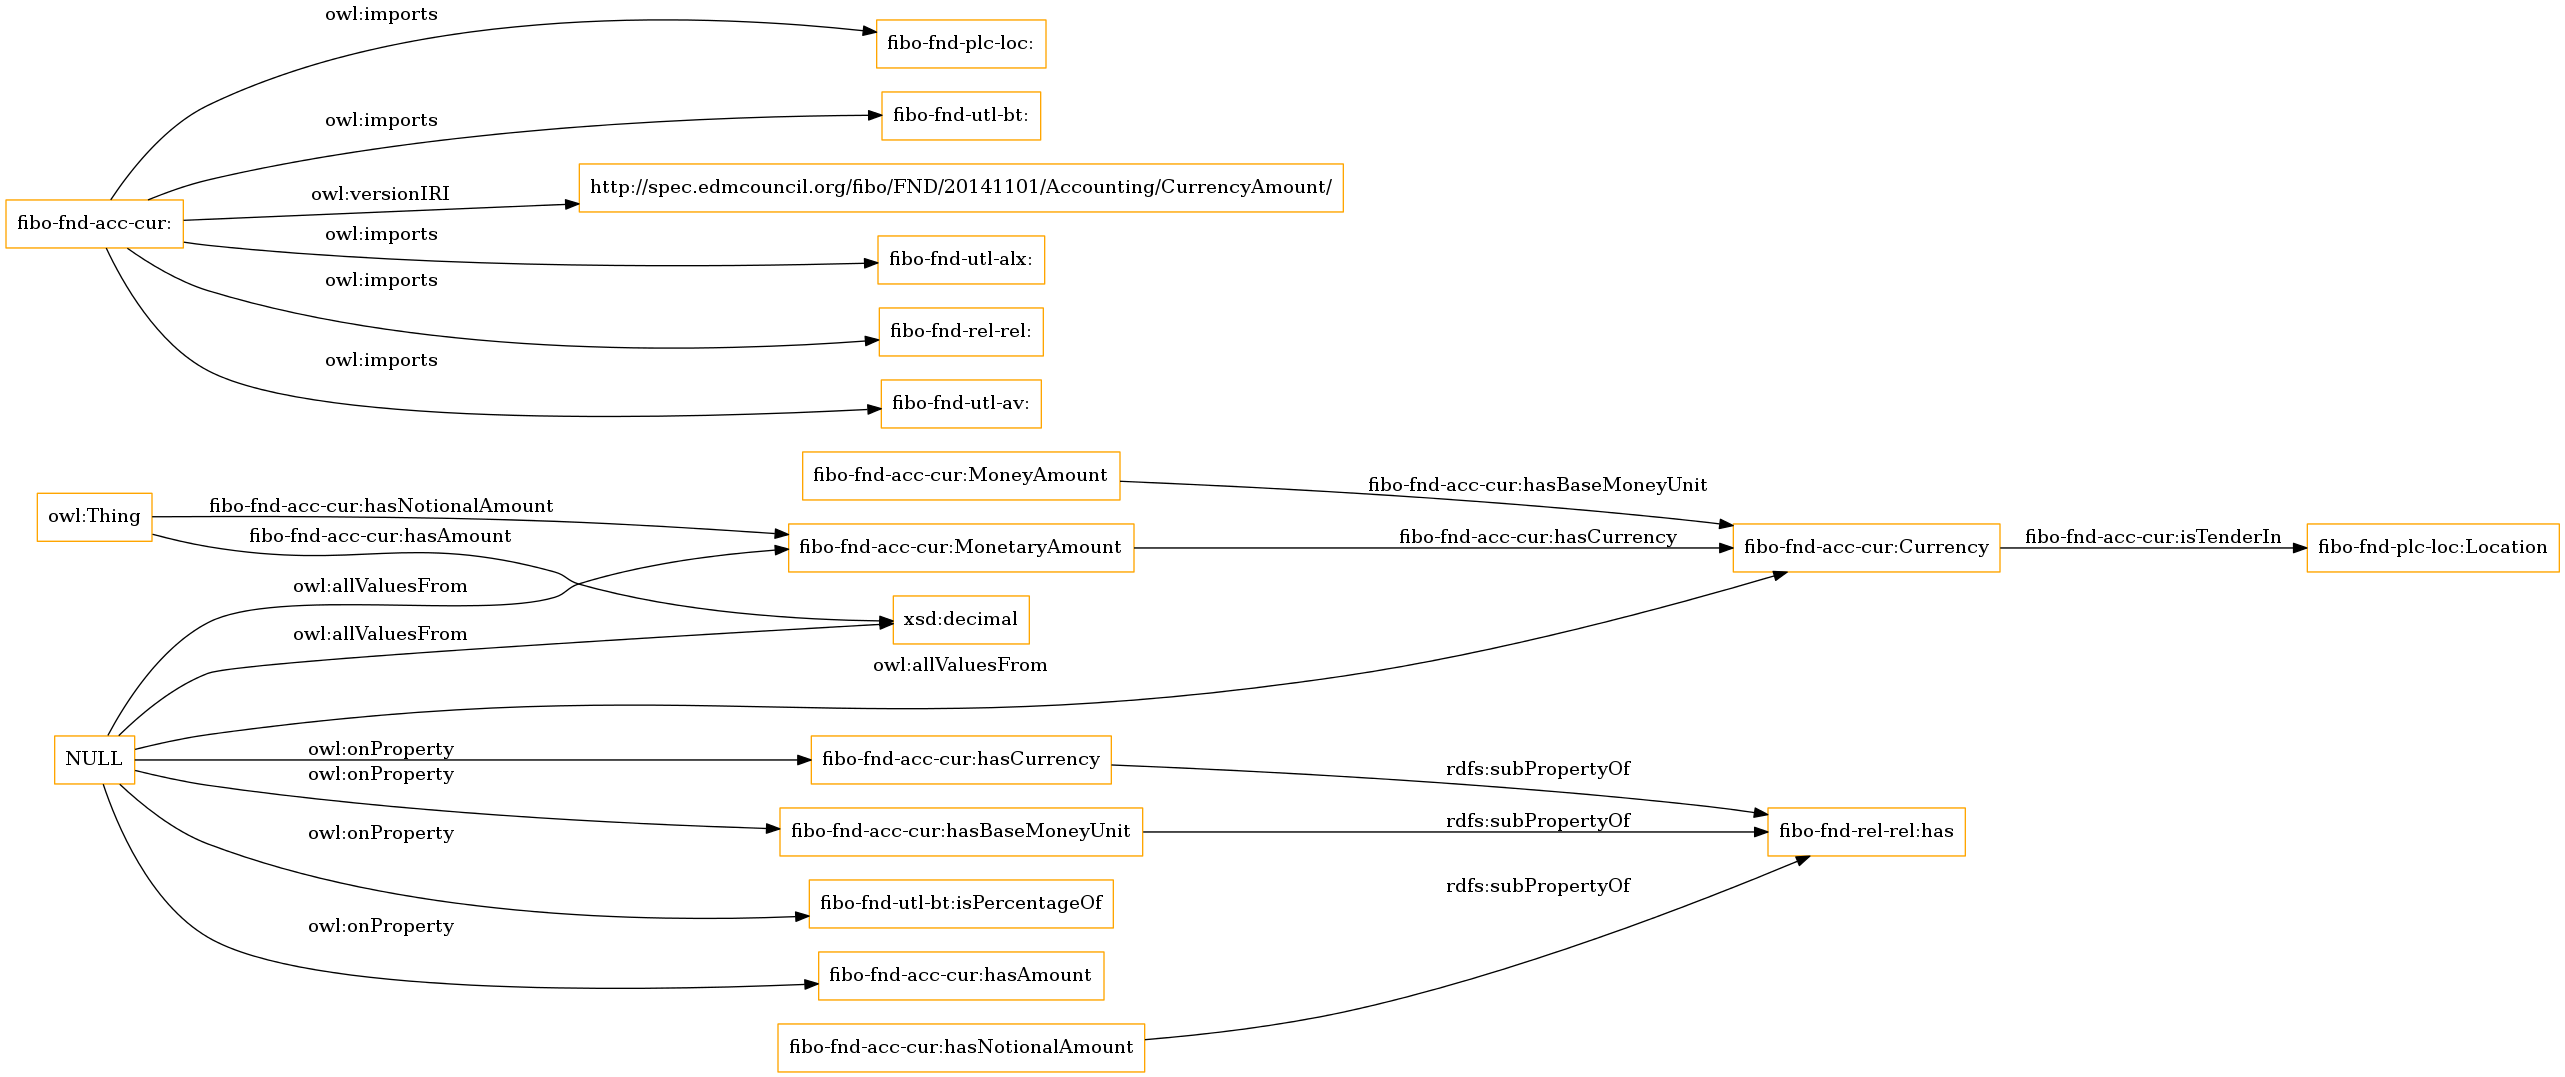 owl:imports
fibo-fnd-plc-loc:
owl:imports
fibo-fnd-utl-bt:
owl:versionIRI
http://spec.edmcouncil.org/fibo/FND/20141101/Accounting/CurrencyAmount/
fibo-fnd-acc-cur:
owl:imports
fibo-fnd-utl-alx:
owl:imports
fibo-fnd-rel-rel:
owl:imports
fibo-fnd-utl-av:
fibo-fnd-acc-cur:MoneyAmount
fibo-fnd-acc-cur:hasBaseMoneyUnit
owl:Thing
fibo-fnd-acc-cur:hasNotionalAmount
fibo-fnd-acc-cur:hasAmount
fibo-fnd-acc-cur:MonetaryAmount
fibo-fnd-acc-cur:hasCurrency
fibo-fnd-acc-cur:Currency
fibo-fnd-acc-cur:isTenderIn
fibo-fnd-plc-loc:Location
owl:allValuesFrom
xsd:decimal
owl:allValuesFrom
owl:allValuesFrom
NULL
owl:onProperty
fibo-fnd-acc-cur:hasCurrency
rdfs:subPropertyOf
owl:onProperty
fibo-fnd-acc-cur:hasBaseMoneyUnit
rdfs:subPropertyOf
fibo-fnd-rel-rel:has
owl:onProperty
fibo-fnd-utl-bt:isPercentageOf
rdfs:subPropertyOf
owl:onProperty
fibo-fnd-acc-cur:hasAmount
fibo-fnd-acc-cur:hasNotionalAmount